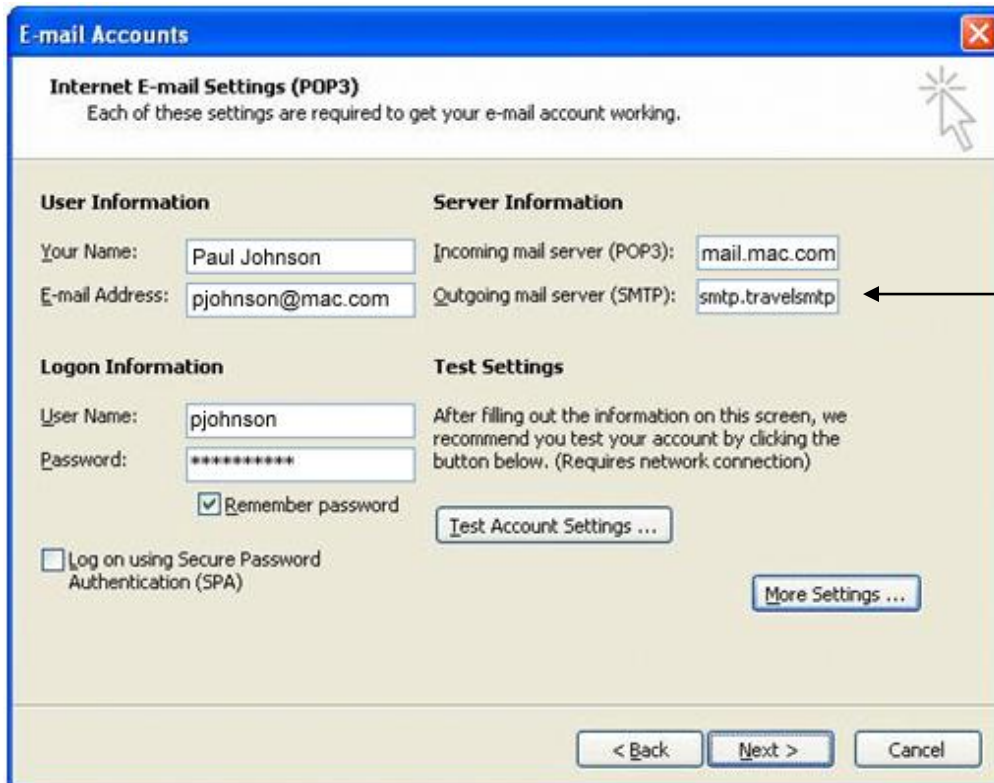 E-mail Accounts
Internet E-mail Settings (POP3)
Each of these settings are required to get your e-mail account working.
User Information
Your Name: Paul Johnson
E-mail Address: pjohnson@mac.com
Server Information
Incoming mail server (POP3): mail.mac.com
Outgoing mail server (SMTP): smtp.travelsmtp
Logon Information
User Name: pjohnson
Password: **********
Remember password
Log on using Secure Password
Authentication (SPA)
Test Settings
After filling out the information on this screen, we
recommend you test your account by clicking the
button below. (Requires network connection)
Test Account Settings ...
More Settings ...
< Back
Next >
Cancel